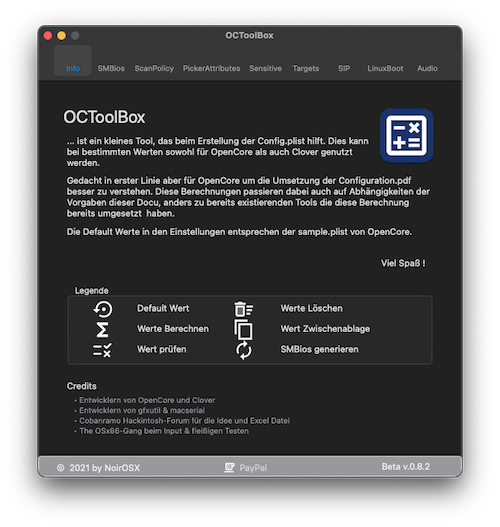 OCToolBox
Info SMBios ScanPolicy PickerAttributes Sensitive Targets SIP LinuxBoot Audio
OCToolBox
... ist ein kleines Tool, das beim Erstellung der Config.plist hilft. Dies kann
bei bestimmten Werten sowohl für OpenCore als auch Clover genutzt
werden.
Gedacht in erster Linie aber für OpenCore um die Umsetzung der Configuration.pdf
besser zu verstehen. Diese Berechnungen passieren dabei auch auf Abhängigkeiten der
Vorgaben dieser Docu, anders zu bereits existierenden Tools die diese Berechnung
bereits umgesetzt haben.
Die Default Werte in den Einstellungen entsprechen der sample.plist von OpenCore.
Viel Spaß !
Legende
Default Wert Werte Löschen
Werte Berechnen Wert Zwischenablage
Wert prüfen SMBios generieren
Credits
- Entwicklern von OpenCore und Clover
- Entwicklern von gfxutil & macserial
- Cobanramo Hackintosh-Forum für die Idee und Excel Datei
- The OSx86-Gang beim Input & fleißigen Testen
© 2021 by NoirOSX PayPal Beta v.0.8.2